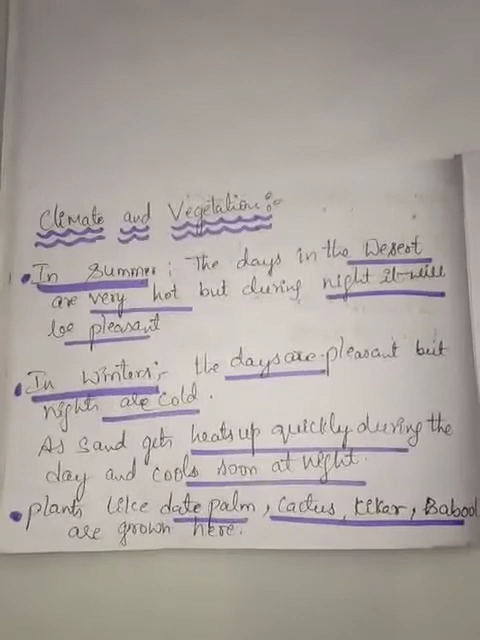 Climate and Vegetation:-
In Summer: The days in the Desert
are very hot but during night it will
be pleasant
In winters:- the days are pleasant but
nights are cold.
As sand gets heats up quickly during the
day and cools soon at night.
plants like date palm, cactus, kikar, Babool
are grown here.